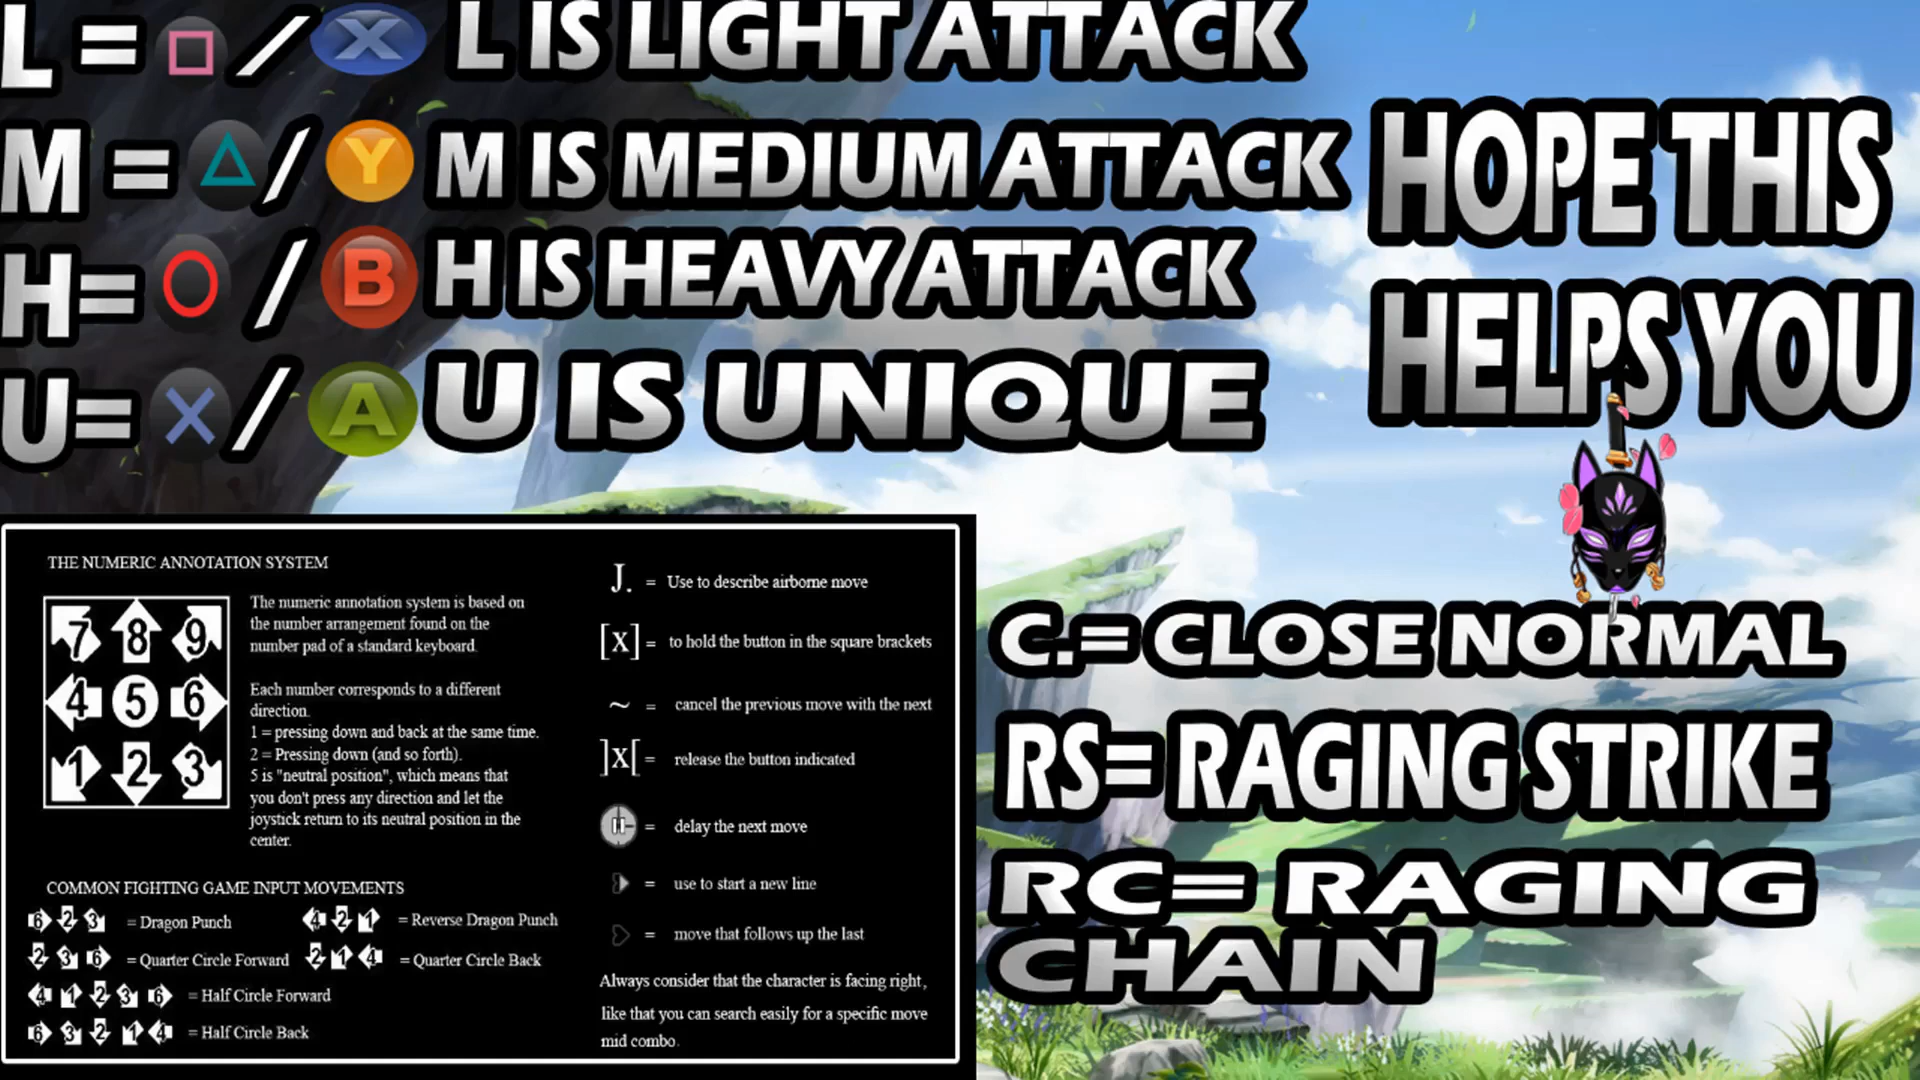 L = □ / X L IS LIGHT ATTACK
M = △ / Y M IS MEDIUM ATTACK
H= O / B H IS HEAVY ATTACK
U= X / A U IS UNIQUE
HOPE THIS
HELPS YOU
THE NUMERIC ANNOTATION SYSTEM
7 8 9
4 5 6
1 2 3
The numeric annotation system is based on
the number arrangement found on the
number pad of a standard keyboard.
Each number corresponds to a different
direction.
1 = pressing down and back at the same time.
2 = Pressing down (and so forth).
5 is "neutral position", which means that
you don't press any direction and let the
joystick return to its neutral position in the
center.
COMMON FIGHTING GAME INPUT MOVEMENTS
6 2 3 = Dragon Punch
4 2 1 = Reverse Dragon Punch
2 3 6 = Quarter Circle Forward
2 1 4 = Quarter Circle Back
4 1 2 3 6 = Half Circle Forward
6 3 2 1 4 = Half Circle Back
J. = Use to describe airborne move
[x] = to hold the button in the square brackets
~ = cancel the previous move with the next
]x[ = release the button indicated
H = delay the next move
= use to start a new line
= move that follows up the last
Always consider that the character is facing right,
like that you can search easily for a specific move
mid combo.
C.= CLOSE NORMAL
RS= RAGING STRIKE
RC= RAGING
CHAIN